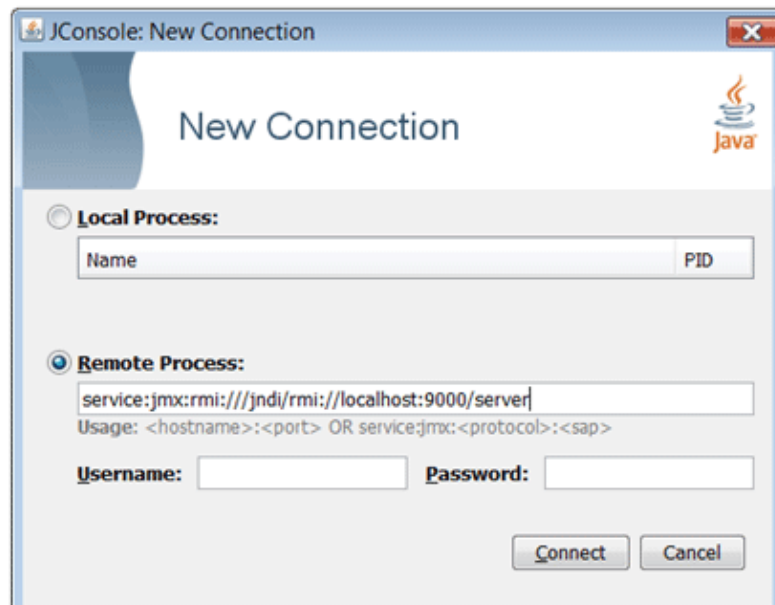 JConsole: New Connection
New Connection
Java
Local Process:
Name PID
Remote Process:
service:jmx:rmi:///jndi/rmi://localhost:9000/server
Usage: <hostname>:<port> OR service:jmx:<protocol>:<sap>
Username: Password:
Connect Cancel